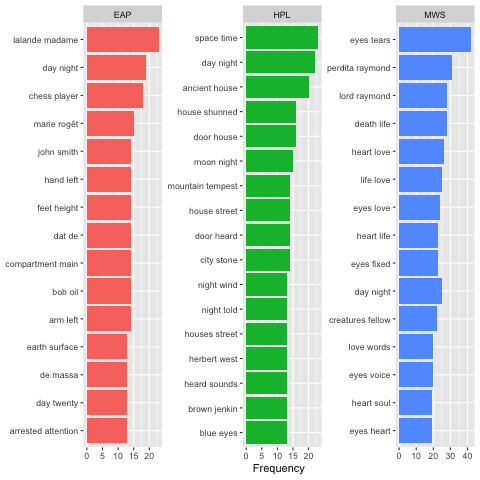 EAP
lalande madame
day night
chess player
marie rogêt
john smith
hand left
feet height
dat de
compartment main
bob oil
arm left
earth surface
de massa
day twenty
arrested attention
0 5 10 15 20
HPL
space time
day night
ancient house
house shunned
door house
moon night
mountain tempest
house street
door heard
city stone
night wind
night told
houses street
herbert west
heard sounds
brown jenkin
blue eyes
0 5 10 15 20
MWS
eyes tears
perdita raymond
lord raymond
death life
heart love
life love
eyes love
heart life
eyes fixed
day night
creatures fellow
love words
eyes voice
heart soul
eyes heart
0 10 20 30 40
Frequency